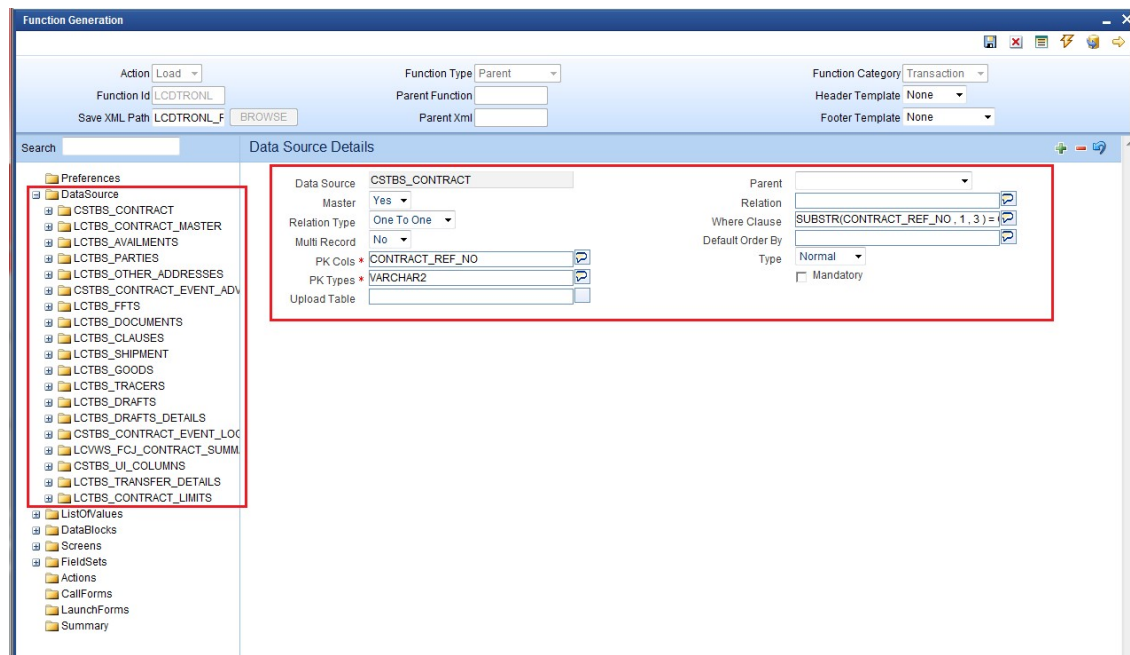 Function Generation
Action Load Function Type Parent Function Category Transaction
Function Id LCDTRONL Parent Function Header Template None
Save XML Path LCDTRONL_F BROWSE Parent Xml Footer Template None
Search Data Source Details
Preferences
DataSource
CSTBS_CONTRACT
LCTBS_CONTRACT_MASTER
LCTBS_AVAILMENTS
LCTBS_PARTIES
LCTBS_OTHER_ADDRESSES
CSTBS_CONTRACT_EVENT_ADV
LCTBS_FFTS
LCTBS_DOCUMENTS
LCTBS_CLAUSES
LCTBS_SHIPMENT
LCTBS_GOODS
LCTBS_TRACERS
LCTBS_DRAFTS
LCTBS_DRAFTS_DETAILS
CSTBS_CONTRACT_EVENT_LOG
LCVWS_FCJ_CONTRACT_SUMM
CSTBS_UI_COLUMNS
LCTBS_TRANSFER_DETAILS
LCTBS_CONTRACT_LIMITS
ListOfValues
DataBlocks
Screens
FieldSets
Actions
CallForms
LaunchForms
Summary
Data Source CSTBS_CONTRACT Parent
Master Yes Relation
Relation Type One To One Where Clause SUBSTR(CONTRACT_REF_NO , 1 , 3 ) =
Multi Record No Default Order By
PK Cols * CONTRACT_REF_NO Type Normal
PK Types * VARCHAR2 Mandatory
Upload Table